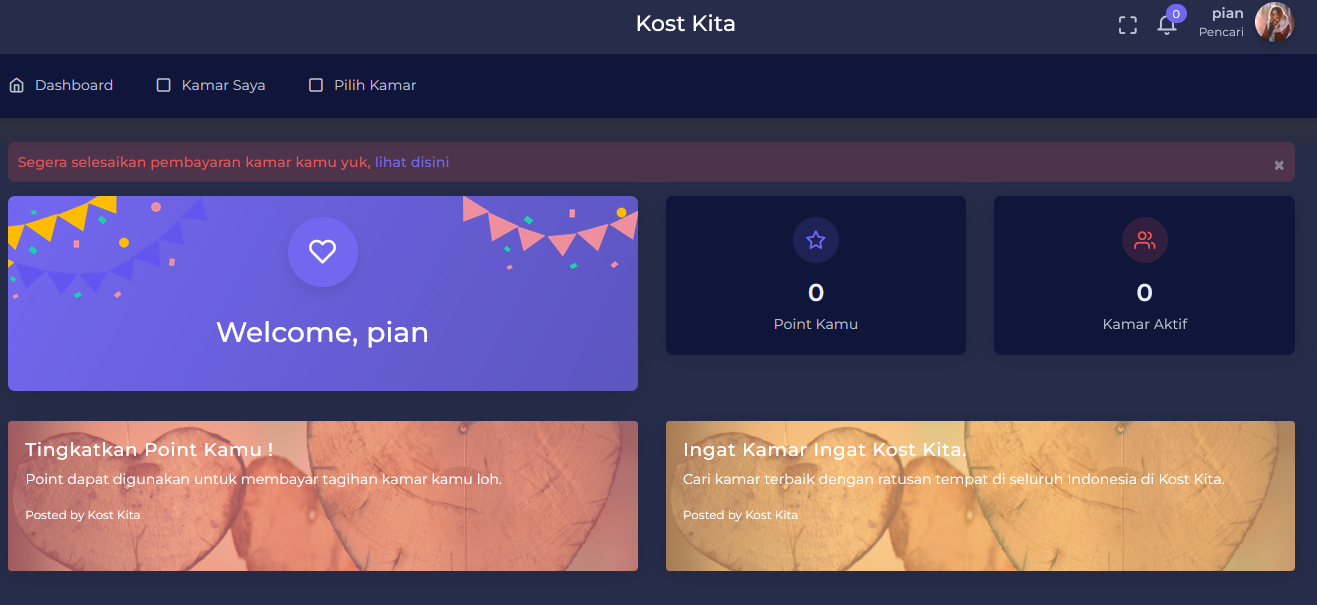 Kost Kita
0
pian
Pencari
Dashboard
Kamar Saya
Pilih Kamar
Segera selesaikan pembayaran kamar kamu yuk, lihat disini
Welcome, pian
0
Point Kamu
0
Kamar Aktif
Tingkatkan Point Kamu !
Point dapat digunakan untuk membayar tagihan kamar kamu loh.
Posted by Kost Kita
Ingat Kamar Ingat Kost Kita.
Cari kamar terbaik dengan ratusan tempat di seluruh Indonesia di Kost Kita.
Posted by Kost Kita